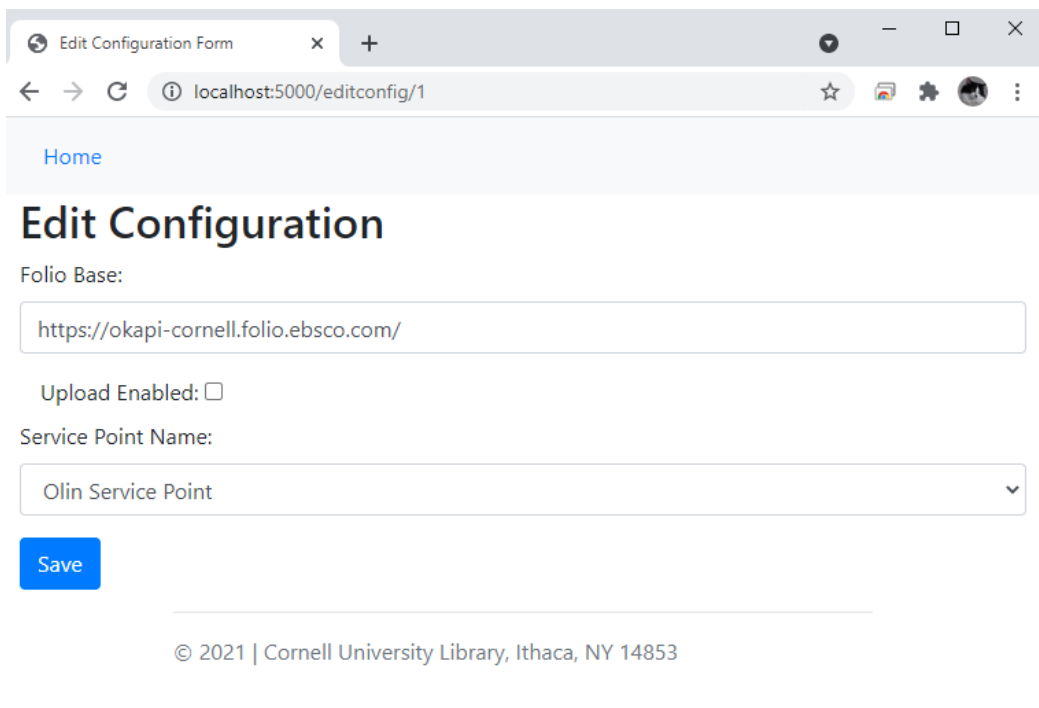 Edit Configuration Form
localhost:5000/editconfig/1
Home
Edit Configuration
Folio Base:
https://okapi-cornell.folio.ebsco.com/
Upload Enabled:
Service Point Name:
Olin Service Point
Save
© 2021 | Cornell University Library, Ithaca, NY 14853